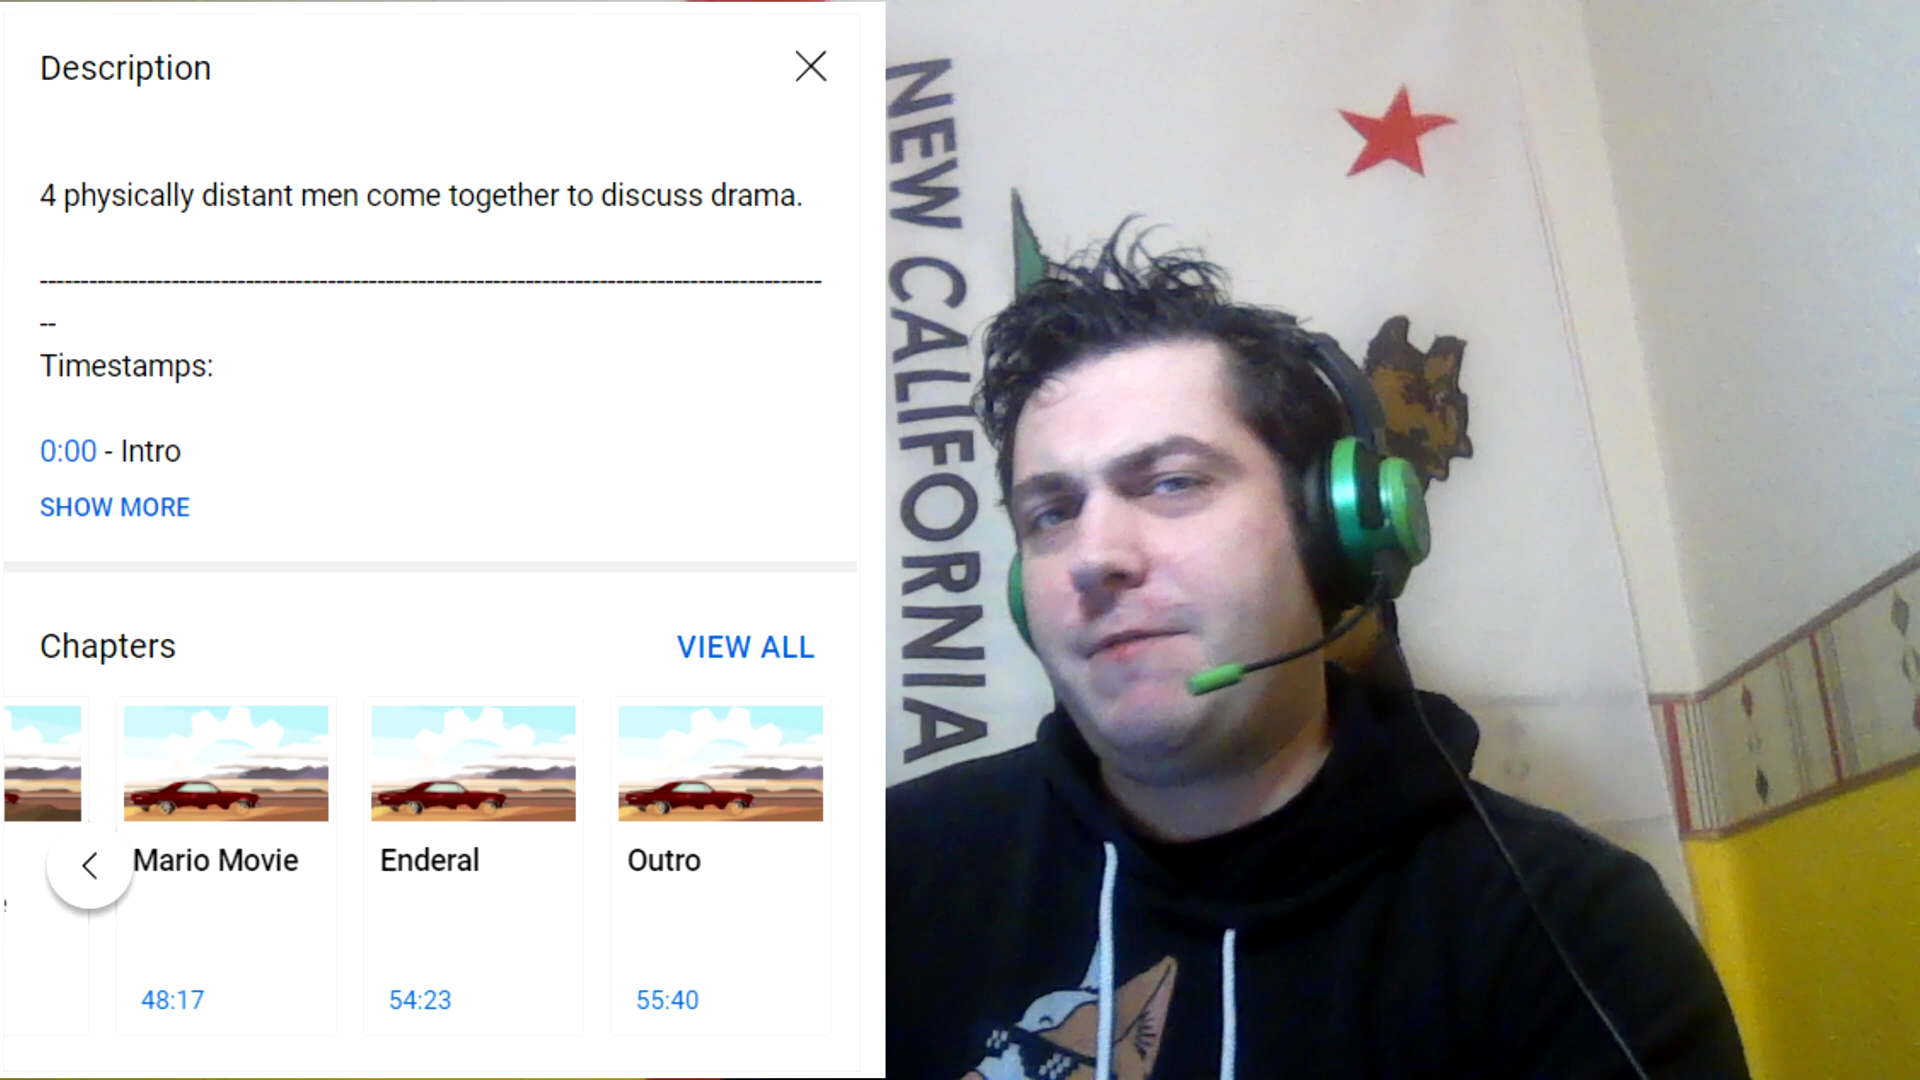 Description
4 physically distant men come together to discuss drama.
--------------------------------------------------------------------------------------------------
--
Timestamps:
0:00 - Intro
SHOW MORE
Chapters
VIEW ALL
Mario Movie
Enderal
Outro
48:17
54:23
55:40
NEW CALIFORNIA